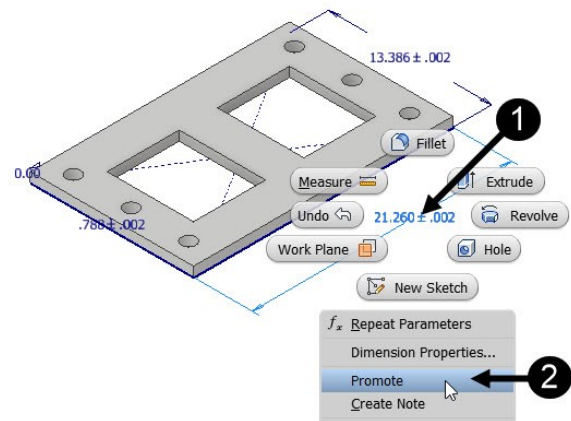 13.386 ± .002
1
Fillet
Measure
Extrude
0.00
Undo
21.260 ± .002
Revolve
.788 ± .002
Work Plane
Hole
New Sketch
fx Repeat Parameters
Dimension Properties...
Promote
2
Create Note